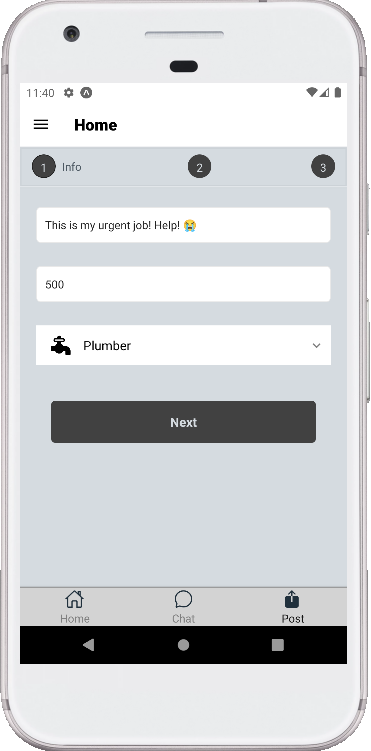 11:40
Home
1 Info 2 3
This is my urgent job! Help! 😭
500
Plumber
Next
Home Chat Post